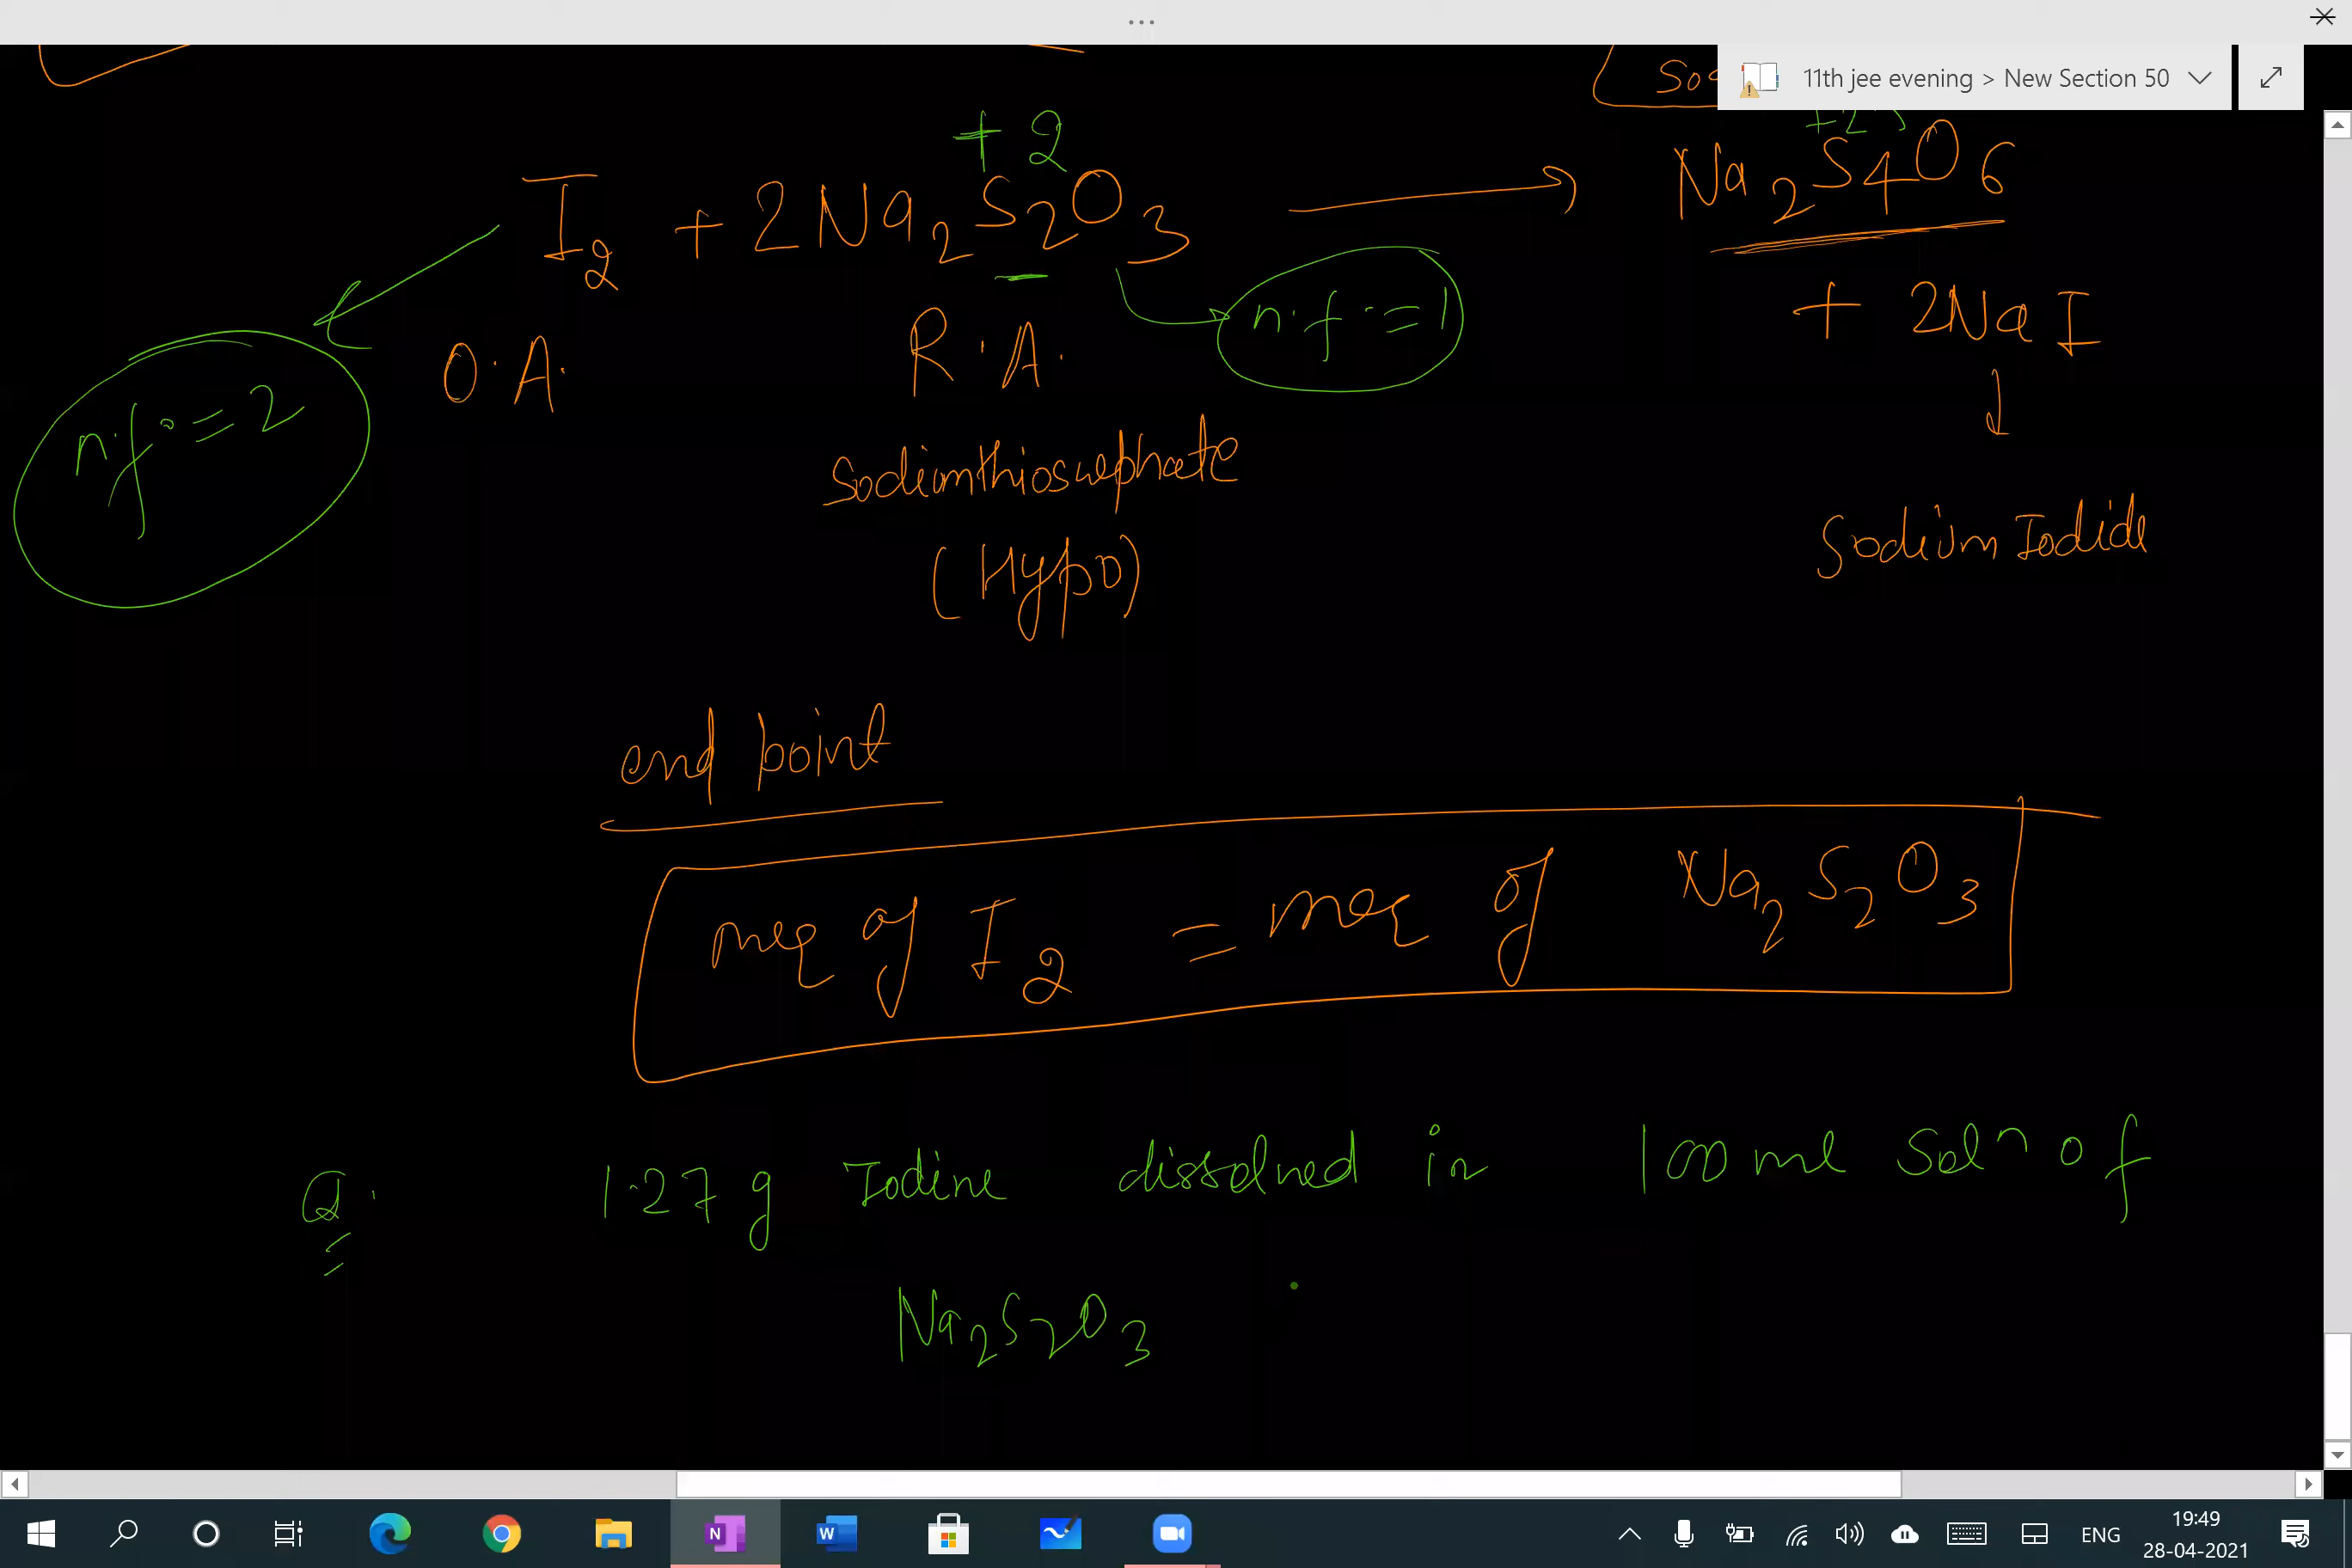 ...
11th jee evening > New Section 50
+2
I2 + 2Na2S2O3 → Na2S4O6
+ 2NaI
n.f = 1
n.f = 2
O.A.
R.A.
Sodiumthiosulphate
(Hypo)
Sodium Iodide
end point
meq of I2 = meq of Na2S2O3
Q. 1.27 g Iodine dissolved in 100 ml Soln of
Na2S2O3
ENG
19:49
28-04-2021